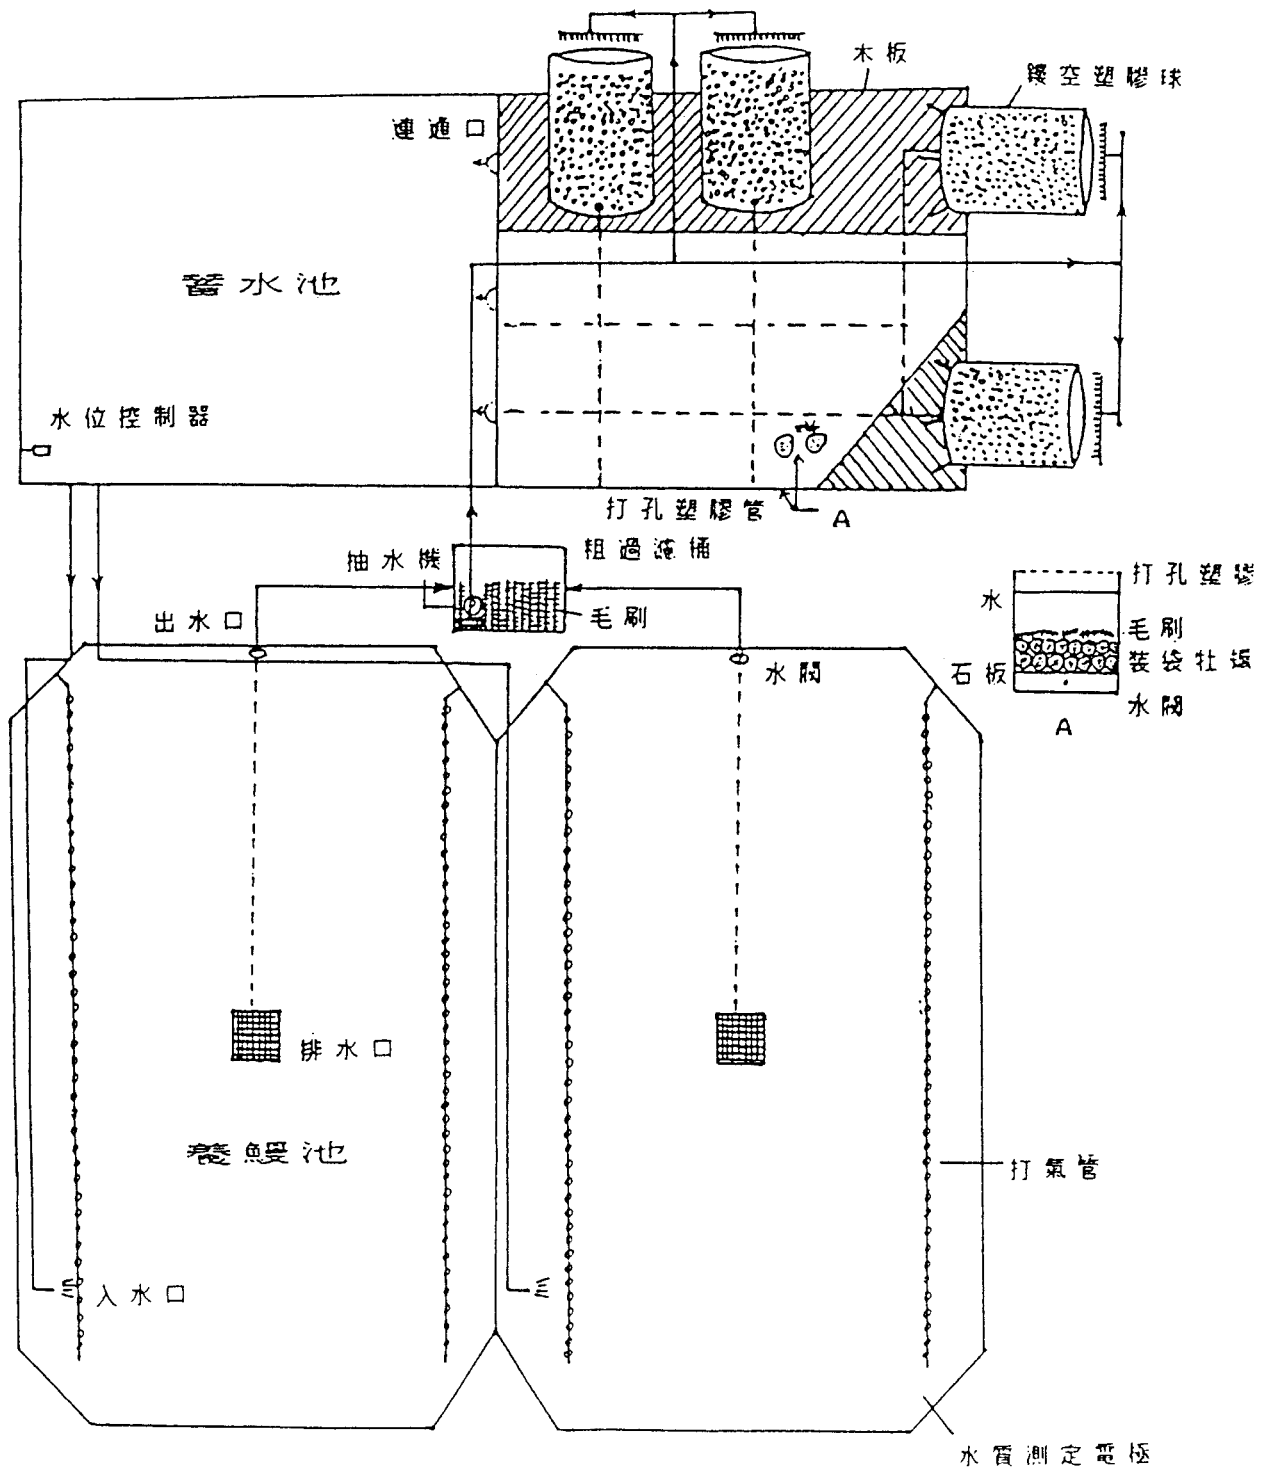 木板
鏤空塑膠球
連通口
蓄水池
水位控制器
打孔塑膠管
A
粗過濾桶
抽水機
毛刷
出水口
水閥
打孔塑膠
水
毛刷
石板
装袋牡蠣
水閥
A
排水口
養鰻池
打氣管
入水口
水質測定電極